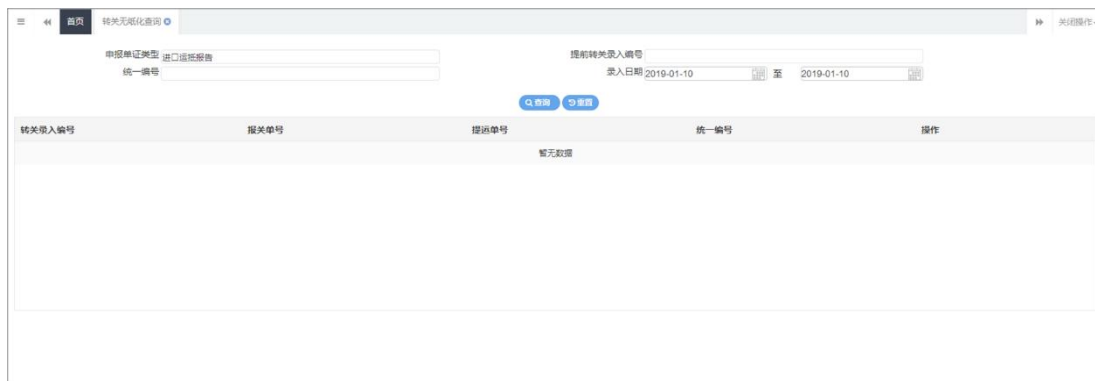 首页 转关无纸化查询 关闭操作
申报单证类型 进口运抵报告 提前转关录入编号
统一编号 录入日期 2019-01-10 至 2019-01-10
查询 重置
转关录入编号 报关单号 提运单号 统一编号 操作
暂无数据